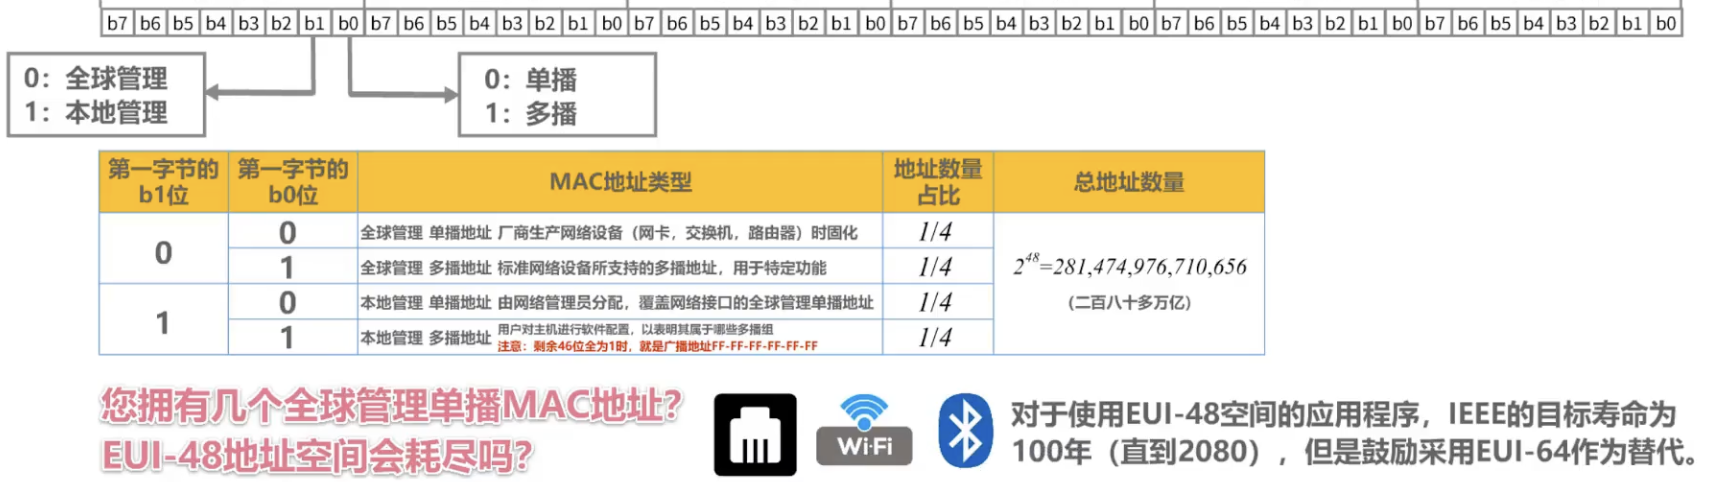 b7 b6 b5 b4 b3 b2 b1 b0 b7 b6 b5 b4 b3 b2 b1 b0 b7 b6 b5 b4 b3 b2 b1 b0 b7 b6 b5 b4 b3 b2 b1 b0 b7 b6 b5 b4 b3 b2 b1 b0 b7 b6 b5 b4 b3 b2 b1 b0
0：全球管理
1：本地管理
0：单播
1：多播
第一字节的
b1位
第一字节的
b0位
MAC地址类型
地址数量
占比
总地址数量
0
0
全球管理 单播地址 厂商生产网络设备（网卡，交换机，路由器）时固化
1/4
1
全球管理 多播地址 标准网络设备所支持的多播地址，用于特定功能
1/4
1
0
本地管理 单播地址 由网络管理员分配，覆盖网络接口的全球管理单播地址
1/4
1
本地管理 多播地址 用户对主机进行软件配置，以表明其属于哪些多播组
注意：剩余46位全为1时，就是广播地址FF-FF-FF-FF-FF-FF
1/4
2^48=281,474,976,710,656
（二百八十多万亿）
您拥有几个全球管理单播MAC地址？
EUI-48地址空间会耗尽吗？
Wi-Fi
对于使用EUI-48空间的应用程序，IEEE的目标寿命为
100年（直到2080），但是鼓励采用EUI-64作为替代。